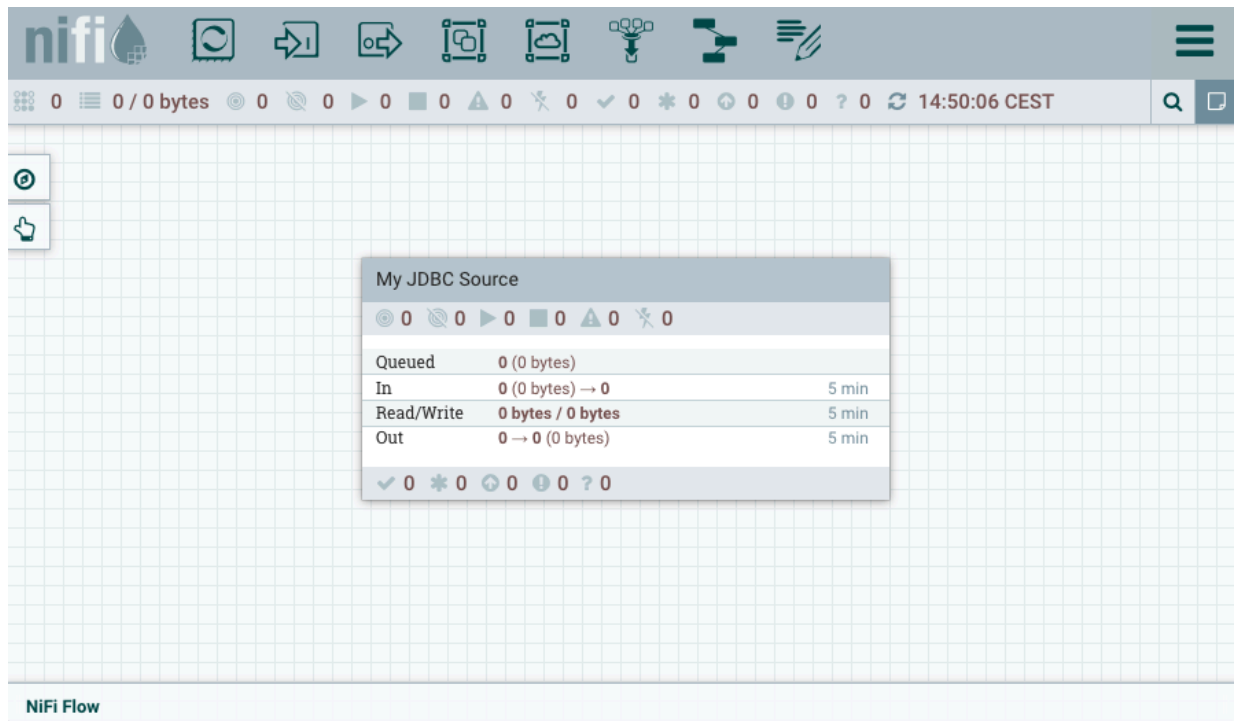 nifi
0 0 / 0 bytes 0 0 0 0 0 0 0 0 0 0 ? 0 14:50:06 CEST
My JDBC Source
0 0 0 0 0 0
Queued 0 (0 bytes)
In 0 (0 bytes) → 0 5 min
Read/Write 0 bytes / 0 bytes 5 min
Out 0 → 0 (0 bytes) 5 min
0 0 0 0 ? 0
NiFi Flow